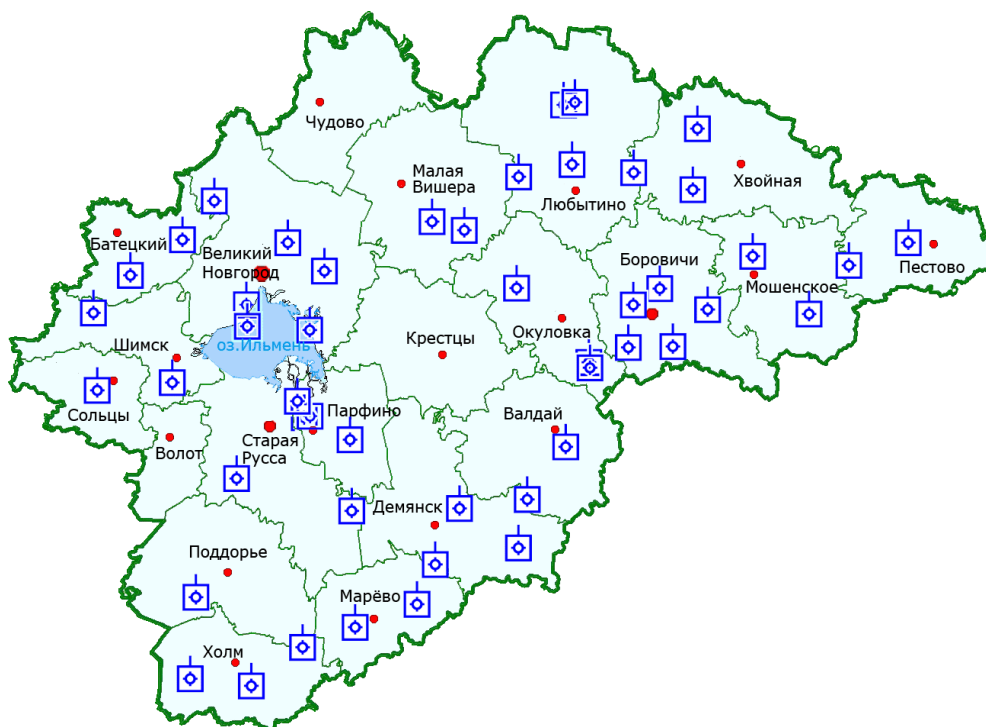 Чудово
Малая
Вишера
Любытино
Хвойная
Батецкий
Великий
Новгород
Боровичи
Пестово
Мошенское
Шимск
оз.Ильмень
Крестцы
Окуловка
Сольцы
Парфино
Валдай
Старая
Русса
Волот
Демянск
Поддорье
Марёво
Холм